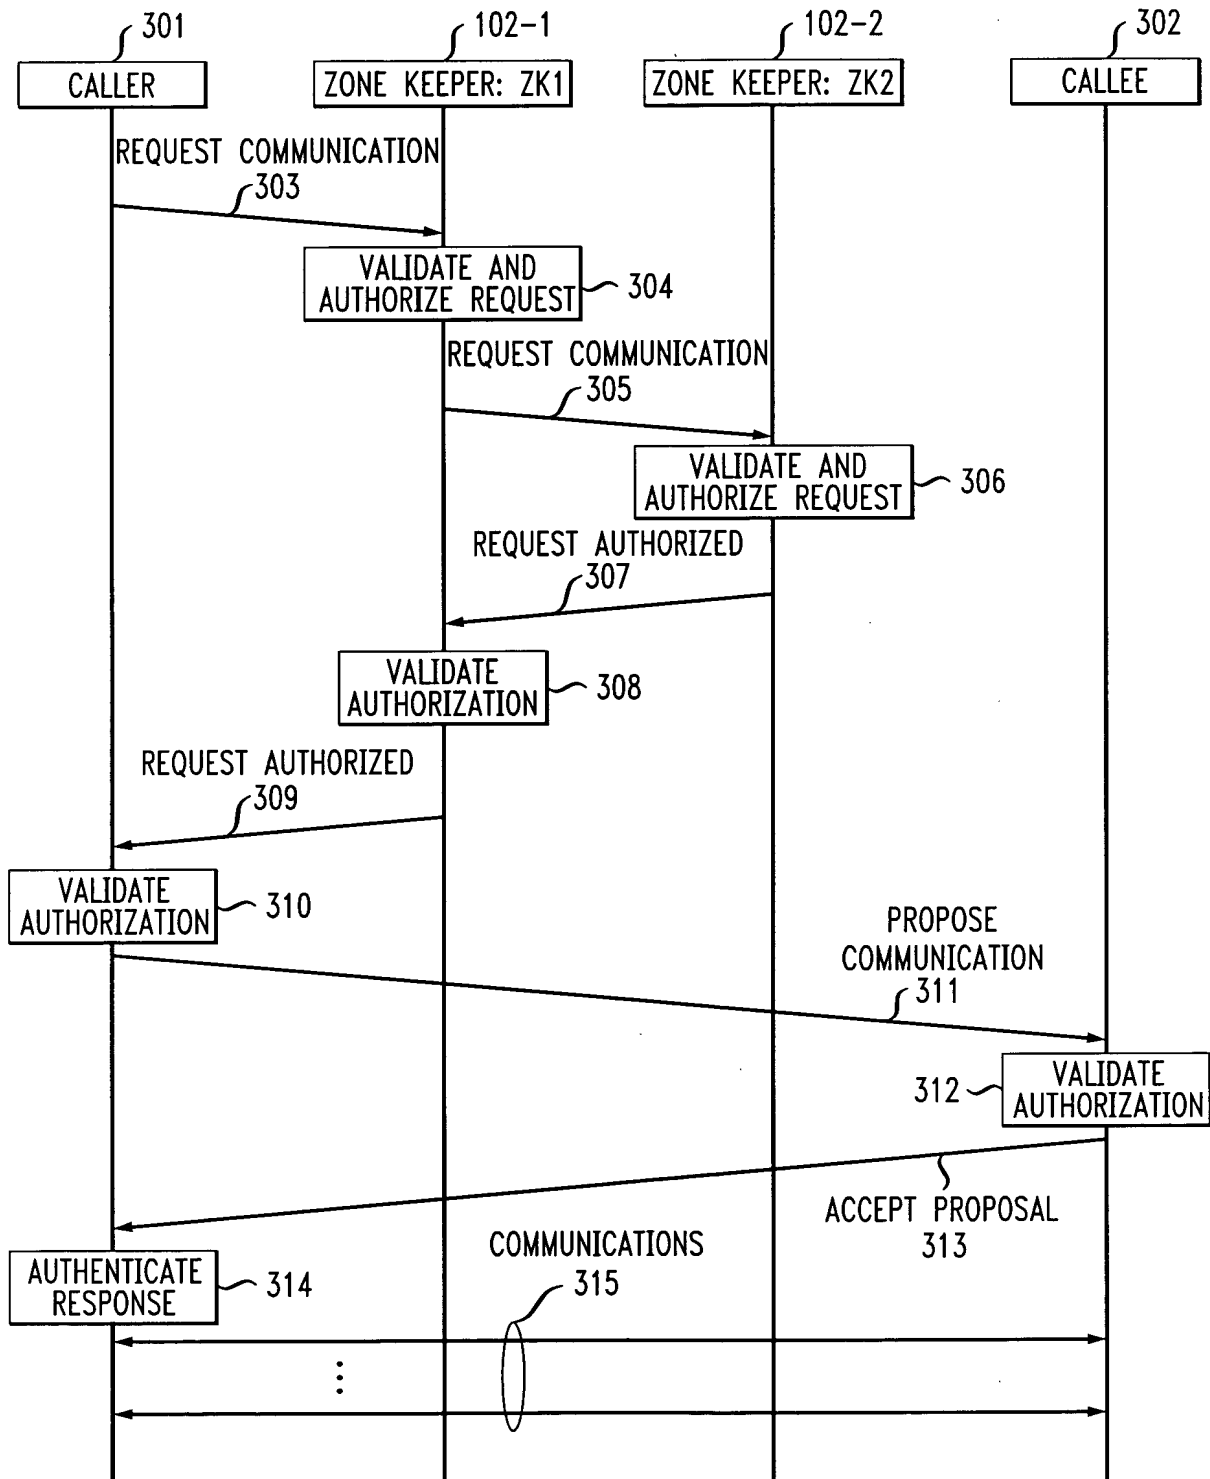 301
102-1
102-2
302
CALLER
ZONE KEEPER: ZK1
ZONE KEEPER: ZK2
CALLEE
REQUEST COMMUNICATION
303
VALIDATE AND
AUTHORIZE REQUEST
304
REQUEST COMMUNICATION
305
VALIDATE AND
AUTHORIZE REQUEST
306
REQUEST AUTHORIZED
307
VALIDATE
AUTHORIZATION
308
REQUEST AUTHORIZED
309
VALIDATE
AUTHORIZATION
310
PROPOSE
COMMUNICATION
311
VALIDATE
AUTHORIZATION
312
ACCEPT PROPOSAL
313
AUTHENTICATE
RESPONSE
314
COMMUNICATIONS
315